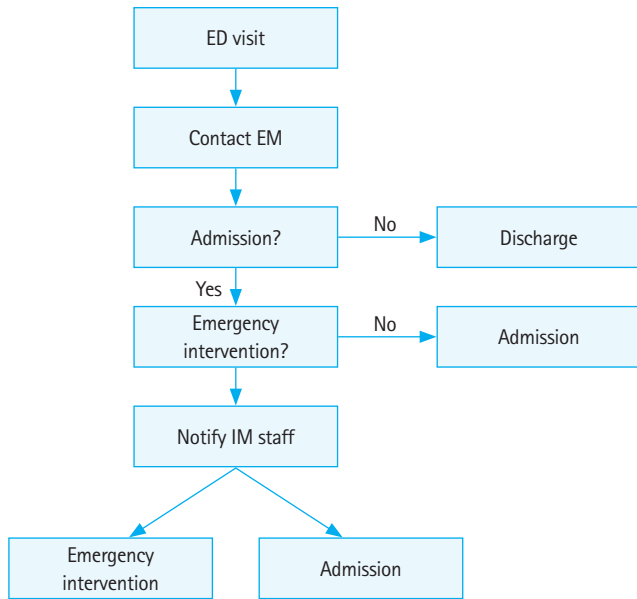 ED visit
Contact EM
Admission?
No
Discharge
Yes
Emergency
intervention?
No
Admission
Notify IM staff
Emergency
intervention
Admission